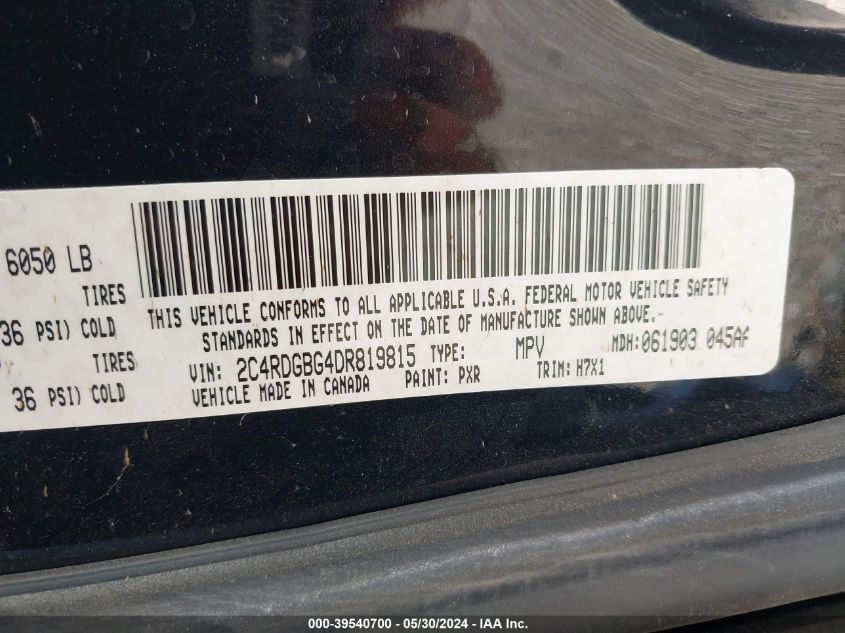 6050 LB
TIRES
36 PSI) COLD
TIRES
36 PSI) COLD
THIS VEHICLE CONFORMS TO ALL APPLICABLE U.S.A. FEDERAL MOTOR VEHICLE SAFETY
STANDARDS IN EFFECT ON THE DATE OF MANUFACTURE SHOWN ABOVE.-
VIN: 2C4RDGBG4DR819815 TYPE: MPV MDH:061903 045AA
VEHICLE MADE IN CANADA PAINT: PXR TRIM: H7X1
000-39540700 - 05/30/2024 - IAA Inc.